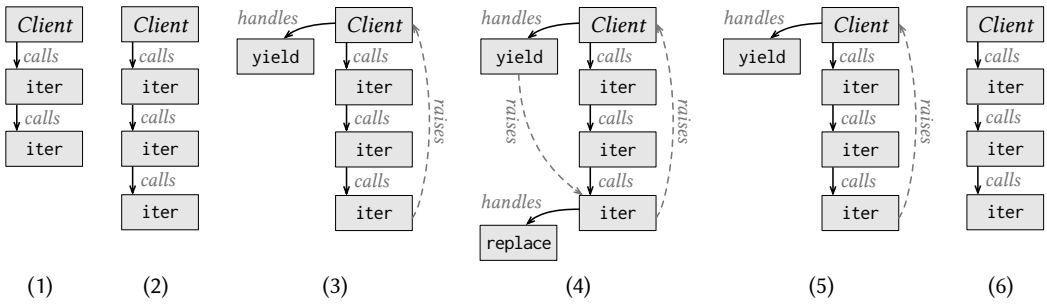 Client
calls
iter
calls
iter
(1)
Client
calls
iter
calls
iter
calls
iter
(2)
handles
Client
yield
calls
iter
calls
iter
calls
iter
raises
(3)
handles
Client
yield
calls
iter
raises
calls
iter
raises
calls
handles
iter
replace
(4)
handles
Client
yield
calls
iter
calls
iter
calls
iter
raises
(5)
Client
calls
iter
calls
iter
calls
iter
(6)